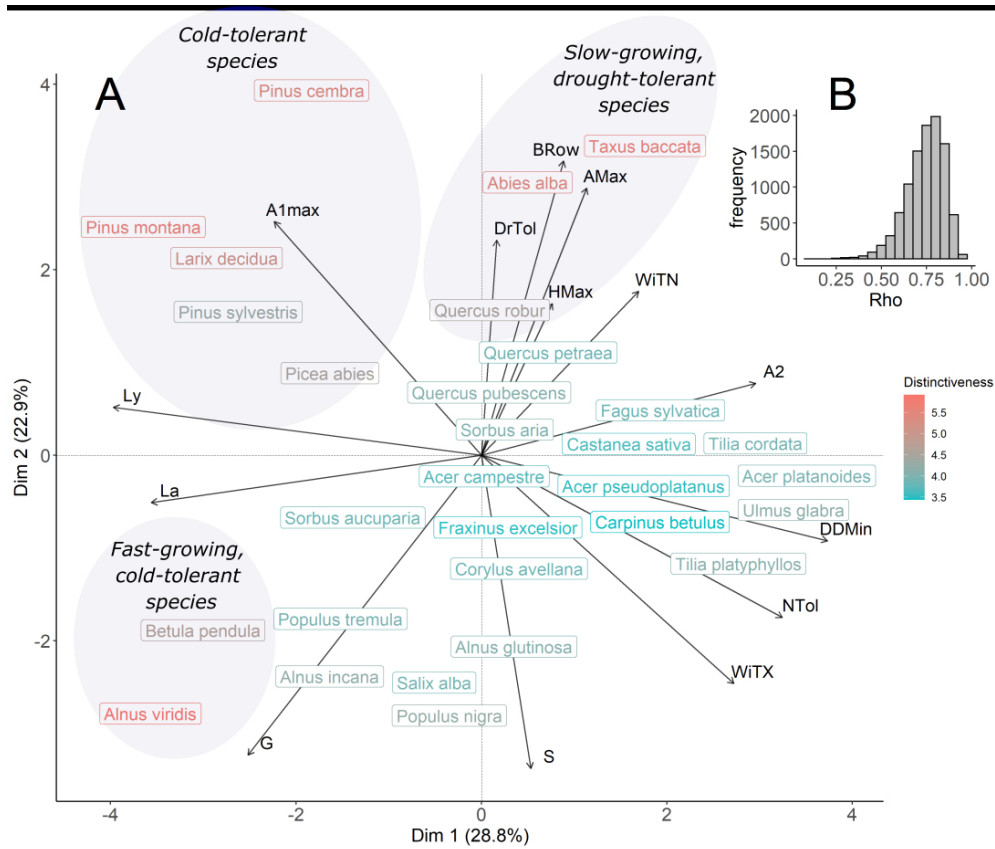 A
Cold-tolerant
species
Pinus cembra
Slow-growing,
drought-tolerant
species
BRow
Taxus baccata
Abies alba
AMax
A1max
Pinus montana
DrTol
Larix decidua
HMax
WiTN
Pinus sylvestris
Quercus robur
Quercus petraea
Picea abies
A2
Ly
Quercus pubescens
Fagus sylvatica
Sorbus aria
Castanea sativa
Tilia cordata
Acer campestre
Acer platanoides
Acer pseudoplatanus
La
Ulmus glabra
Sorbus aucuparia
Fraxinus excelsior
Carpinus betulus
DDMin
Fast-growing,
cold-tolerant
species
Corylus avellana
Tilia platyphyllos
NTol
Populus tremula
Betula pendula
Alnus glutinosa
WiTX
Alnus incana
Salix alba
Alnus viridis
Populus nigra
G
S
4
2
0
-2
Dim 2 (22.9%)
-4
-2
0
2
4
Dim 1 (28.8%)
B
2000
1500
1000
500
0
frequency
0.25
0.50
0.75
1.00
Rho
Distinctiveness
5.5
5.0
4.5
4.0
3.5